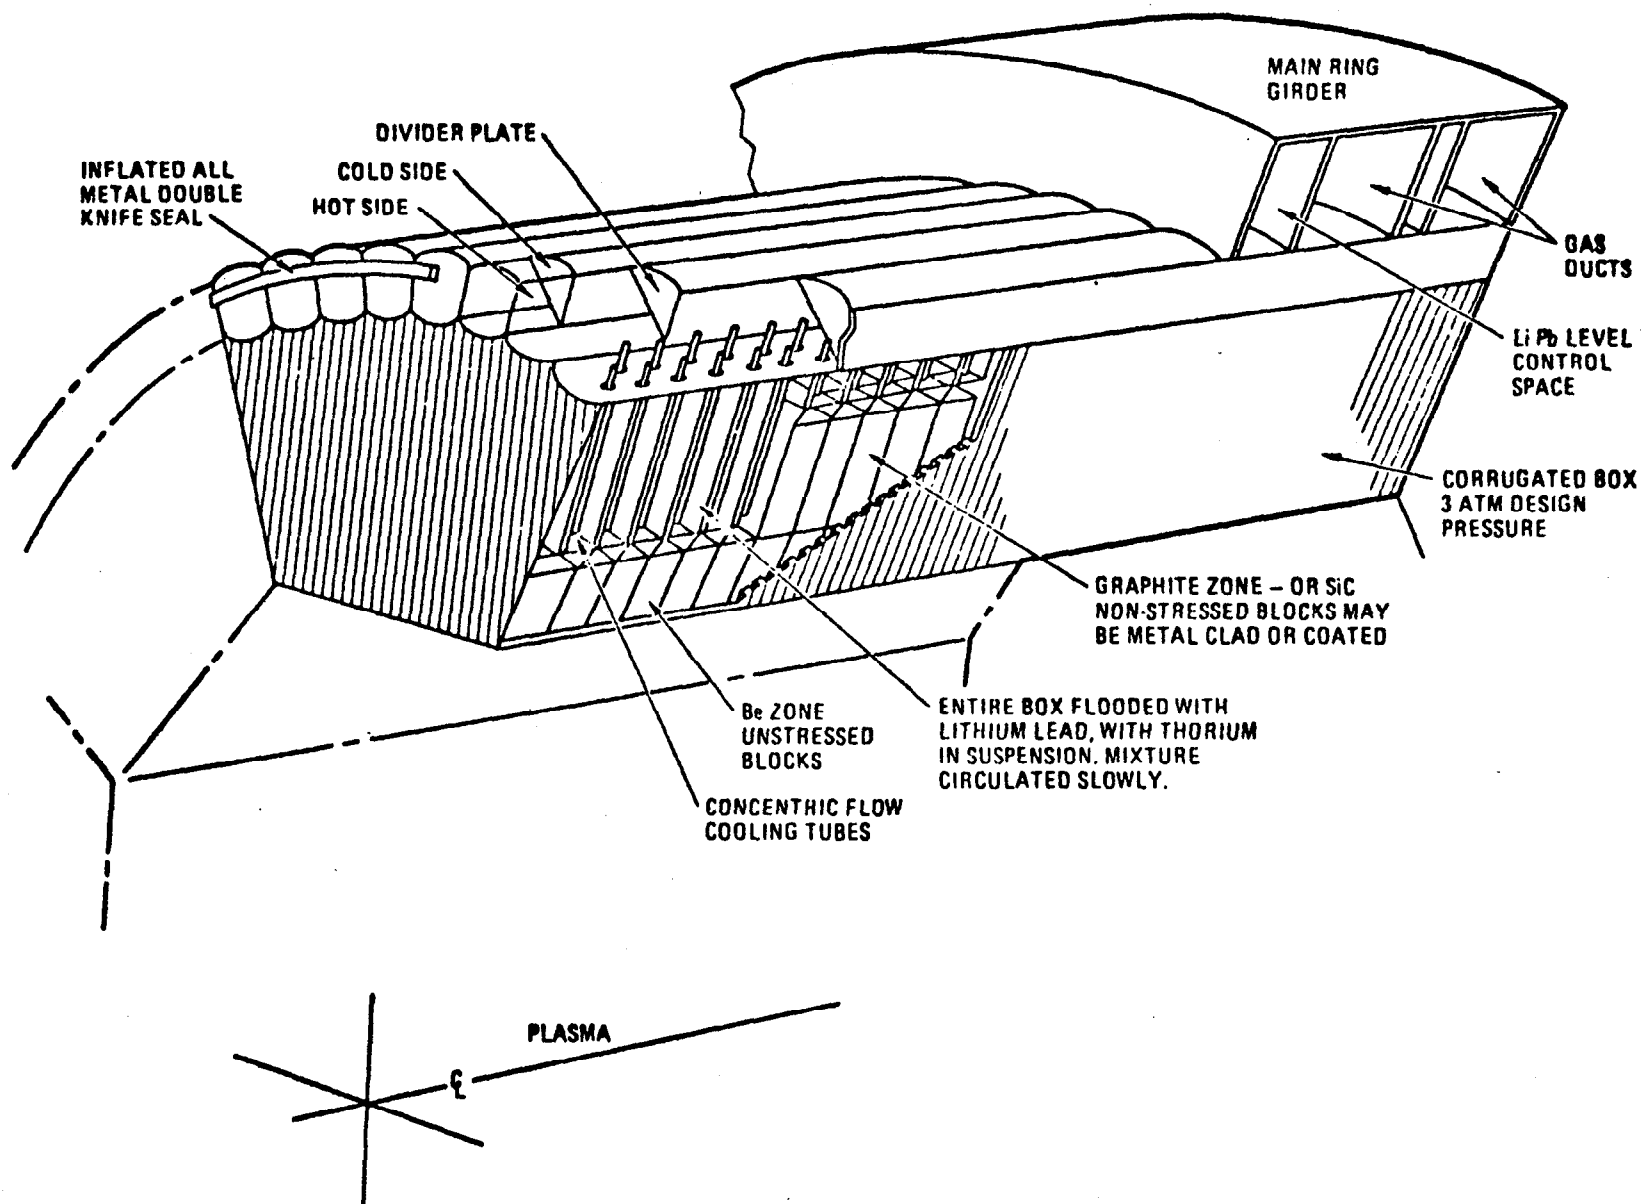 MAIN RING
GIRDER
DIVIDER PLATE
COLD SIDE
HOT SIDE
INFLATED ALL
METAL DOUBLE
KNIFE SEAL
GAS
DUCTS
Li Pb LEVEL
CONTROL
SPACE
CORRUGATED BOX
3 ATM DESIGN
PRESSURE
GRAPHITE ZONE – OR SiC
NON-STRESSED BLOCKS MAY
BE METAL CLAD OR COATED
Be ZONE
UNSTRESSED
BLOCKS
ENTIRE BOX FLOODED WITH
LITHIUM LEAD, WITH THORIUM
IN SUSPENSION. MIXTURE
CIRCULATED SLOWLY.
CONCENTRIC FLOW
COOLING TUBES
PLASMA
℄